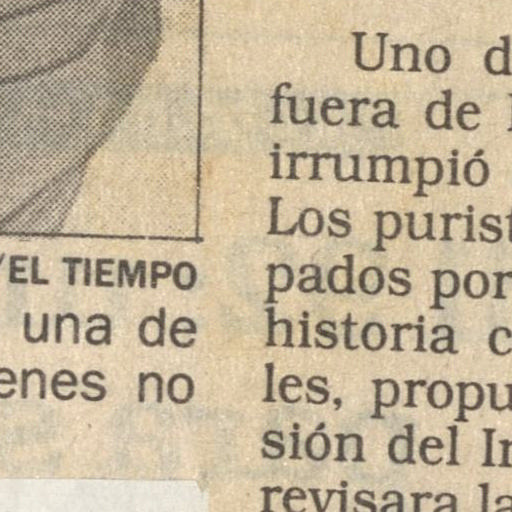 /EL TIEMPO
una de
enes no
Uno d
fuera de
irrumpió
Los purist
pados por
historia c
les, propu
sión del In
revisara la